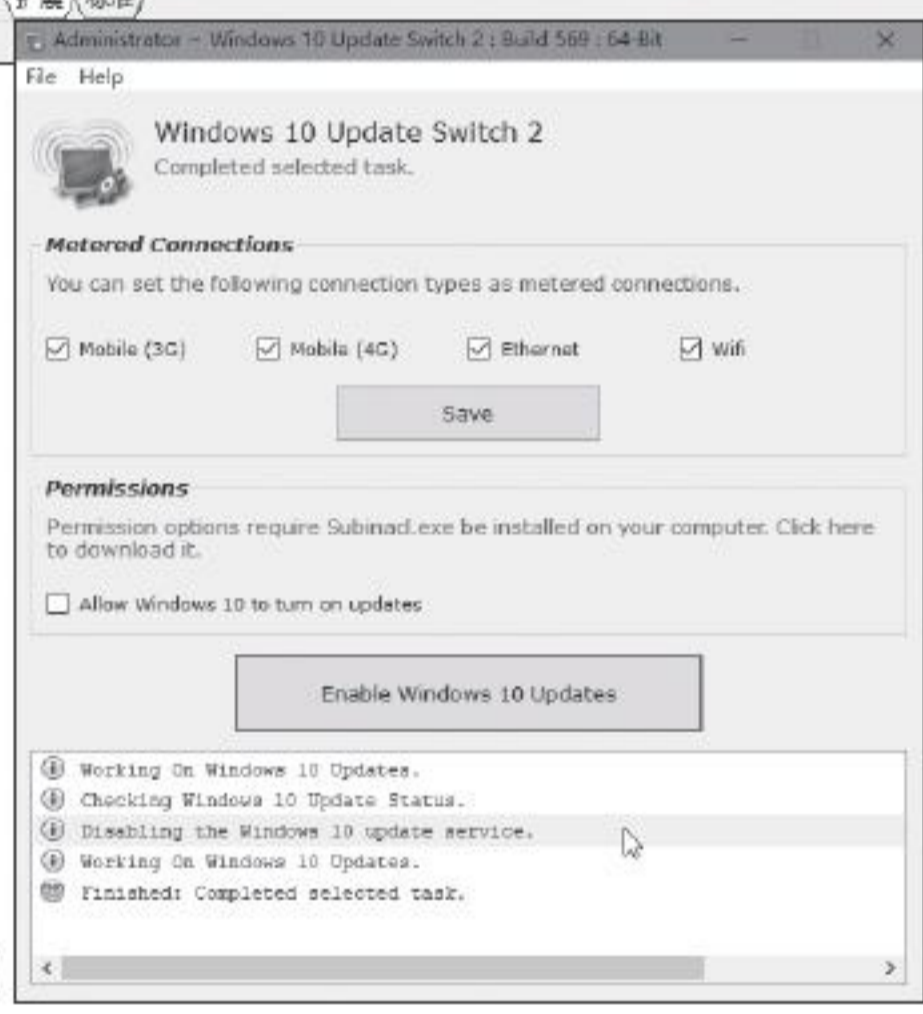 扩展 标准
Administrator - Windows 10 Update Switch 2 : Build 569 : 64-Bit
File Help
Windows 10 Update Switch 2
Completed selected task.
Metered Connections
You can set the following connection types as metered connections.
Mobile (3G) Mobile (4G) Ethernet Wifi
Save
Permissions
Permission options require Subinacl.exe be installed on your computer. Click here
to download it.
Allow Windows 10 to turn on updates
Enable Windows 10 Updates
Working On Windows 10 Updates.
Checking Windows 10 Update Status.
Disabling the Windows 10 update service.
Working On Windows 10 Updates.
Finished: Completed selected task.